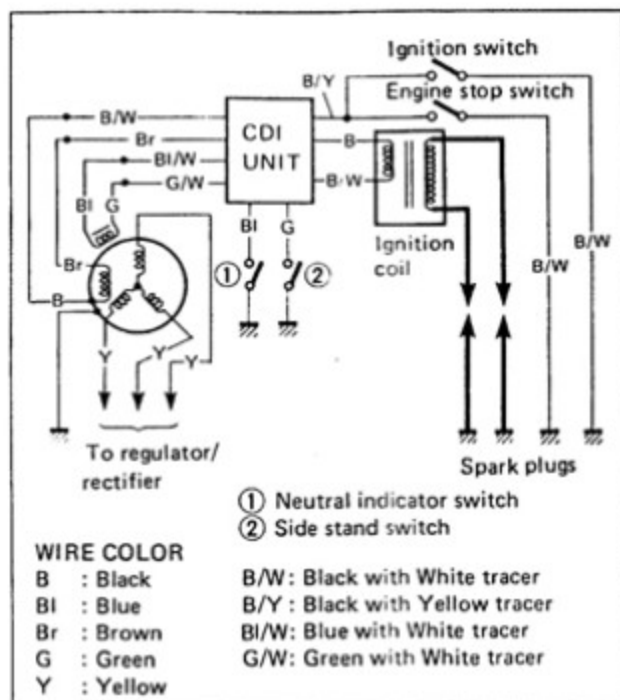 Ignition switch
B/Y
Engine stop switch
B/W
CDI
UNIT
Br
B
Bl/W
G/W
B/W
Bl
G
Bl
G
Ignition
coil
B/W
B/W
Br
①
②
B
Y
Y
Y
To regulator/
rectifier
Spark plugs
① Neutral indicator switch
② Side stand switch
WIRE COLOR
B : Black
Bl : Blue
Br : Brown
G : Green
Y : Yellow
B/W : Black with White tracer
B/Y : Black with Yellow tracer
Bl/W : Blue with White tracer
G/W : Green with White tracer